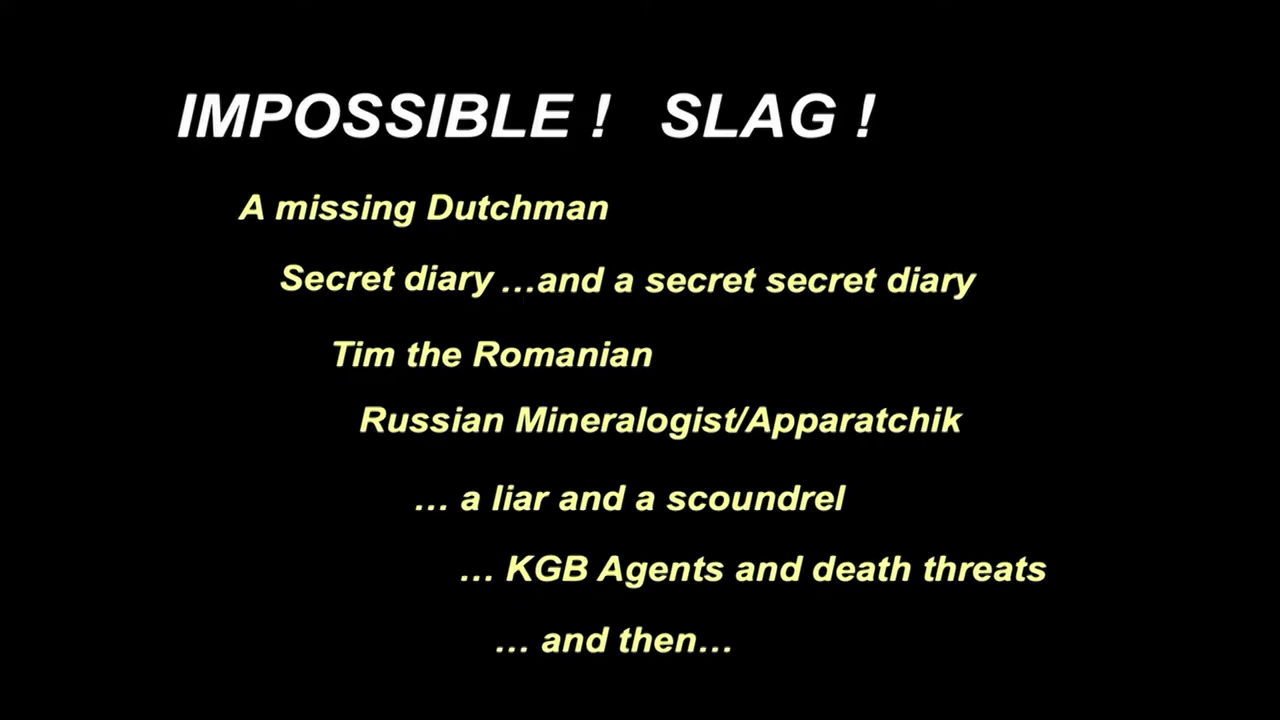 IMPOSSIBLE ! SLAG !
A missing Dutchman
Secret diary …and a secret secret diary
Tim the Romanian
Russian Mineralogist/Apparatchik
… a liar and a scoundrel
… KGB Agents and death threats
… and then…